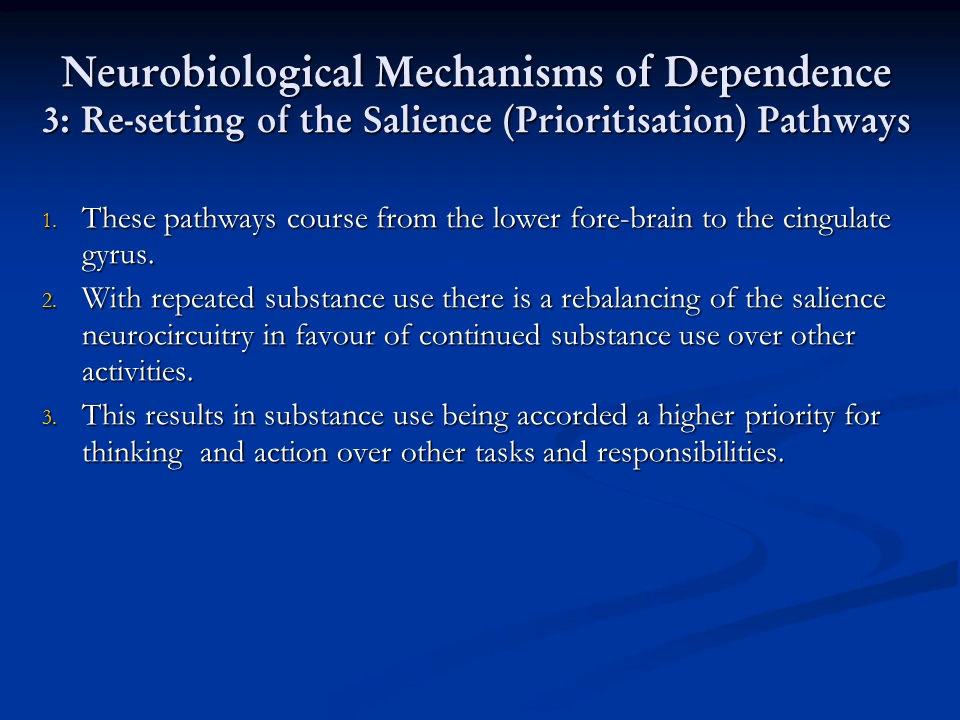 Neurobiological Mechanisms of Dependence
3: Re-setting of the Salience (Prioritisation) Pathways
1. These pathways course from the lower fore-brain to the cingulate
gyrus.
2. With repeated substance use there is a rebalancing of the salience
neurocircuitry in favour of continued substance use over other
activities.
3. This results in substance use being accorded a higher priority for
thinking  and action over other tasks and responsibilities.